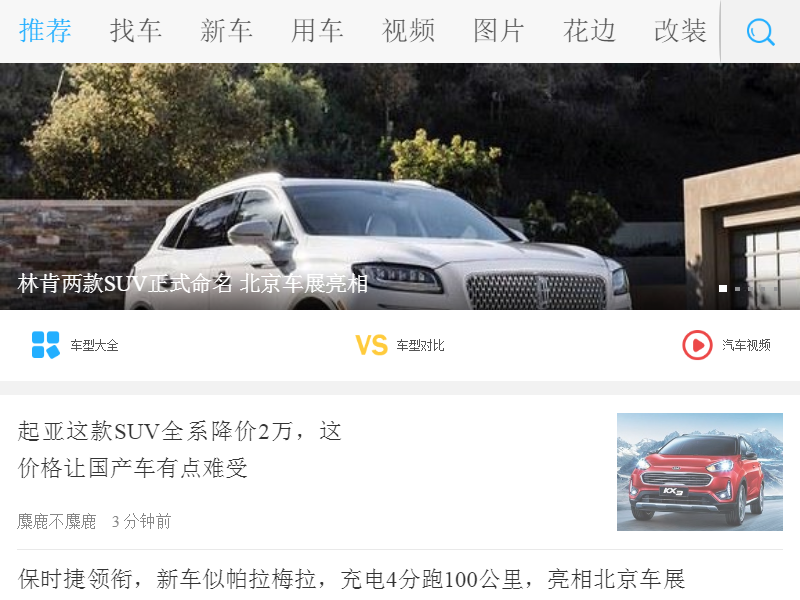 推荐 找车 新车 用车 视频 图片 花边 改装
林肯两款SUV正式命名 北京车展亮相
车型大全 VS 车型对比 汽车视频
起亚这款SUV全系降价2万，这
价格让国产车有点难受
KX3
麋鹿不麋鹿 3 分钟前
保时捷领衔，新车似帕拉梅拉，充电4分跑100公里，亮相北京车展